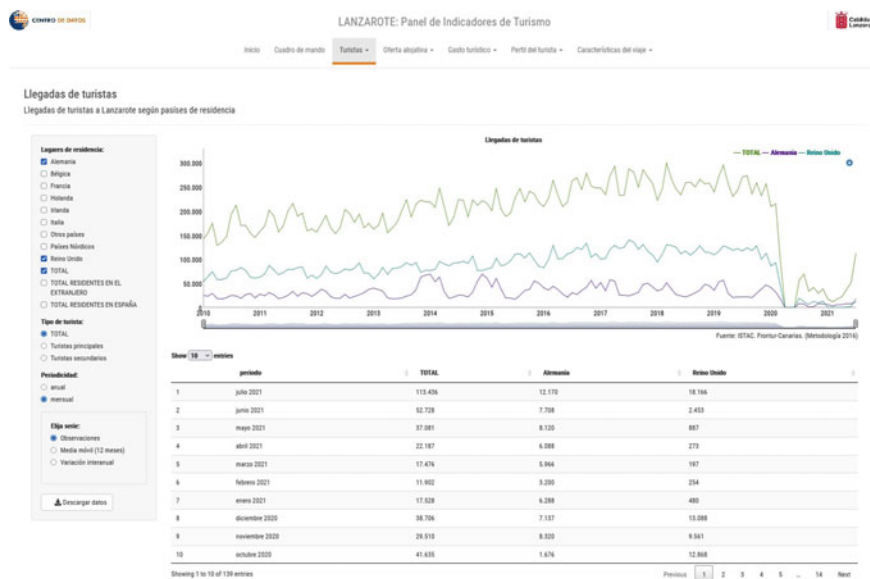 CENTRO DE DATOS
LANZAROTE: Panel de Indicadores de Turismo
Cabildo
Lanzarote
Inicio Cuadro de mando Turistas Oferta alojativa Gasto turístico Perfil del turista Características del viaje
Llegadas de turistas
Llegadas de turistas a Lanzarote según países de residencia
Lugares de residencia:
Alemania
Bélgica
Francia
Holanda
Irlanda
Italia
Otros países
Países Nórdicos
Reino Unido
TOTAL
TOTAL RESIDENTES EN EL
EXTRANJERO
TOTAL RESIDENTES EN ESPAÑA
Tipo de turista:
TOTAL
Turistas principales
Turistas secundarios
Periodicidad:
anual
mensual
Elija serie:
Observaciones
Media móvil (12 meses)
Variación interanual
Descargar datos
Llegadas de turistas
TOTAL Alemania Reino Unido
300.000
250.000
200.000
150.000
100.000
50.000
0
2010 2011 2012 2013 2014 2015 2016 2017 2018 2019 2020 2021
Fuente: ISTAC. Frontur-Canarias. (Metodología 2016)
Show 10 entries
periodo TOTAL Alemania Reino Unido
1 julio 2021 113.436 12.170 18.166
2 junio 2021 52.728 7.708 2.453
3 mayo 2021 37.081 8.120 887
4 abril 2021 22.187 6.088 273
5 marzo 2021 17.476 5.966 197
6 febrero 2021 11.902 3.200 254
7 enero 2021 17.528 6.288 480
8 diciembre 2020 38.706 7.137 13.088
9 noviembre 2020 29.510 8.320 9.561
10 octubre 2020 41.635 1.676 12.868
Showing 1 to 10 of 139 entries
Previous 1 2 3 4 5 … 14 Next